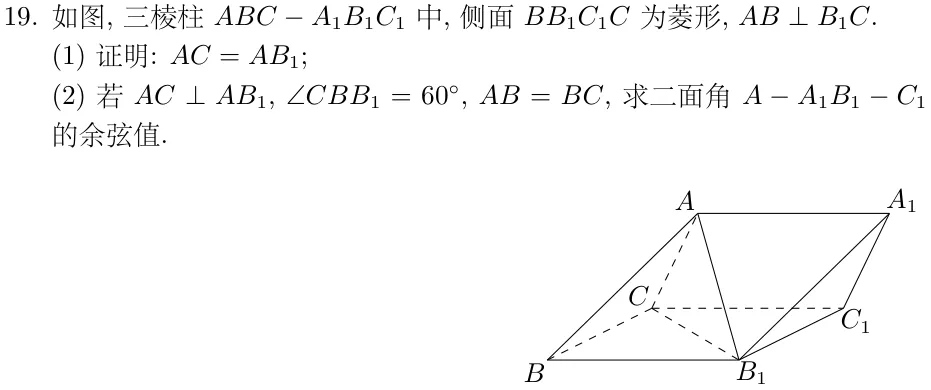 19. 如图, 三棱柱 ABC − A₁B₁C₁ 中, 侧面 BB₁C₁C 为菱形, AB ⊥ B₁C.
(1) 证明: AC = AB₁;
(2) 若 AC ⊥ AB₁, ∠CBB₁ = 60°, AB = BC, 求二面角 A − A₁B₁ − C₁
的余弦值.
A
A₁
C
C₁
B
B₁